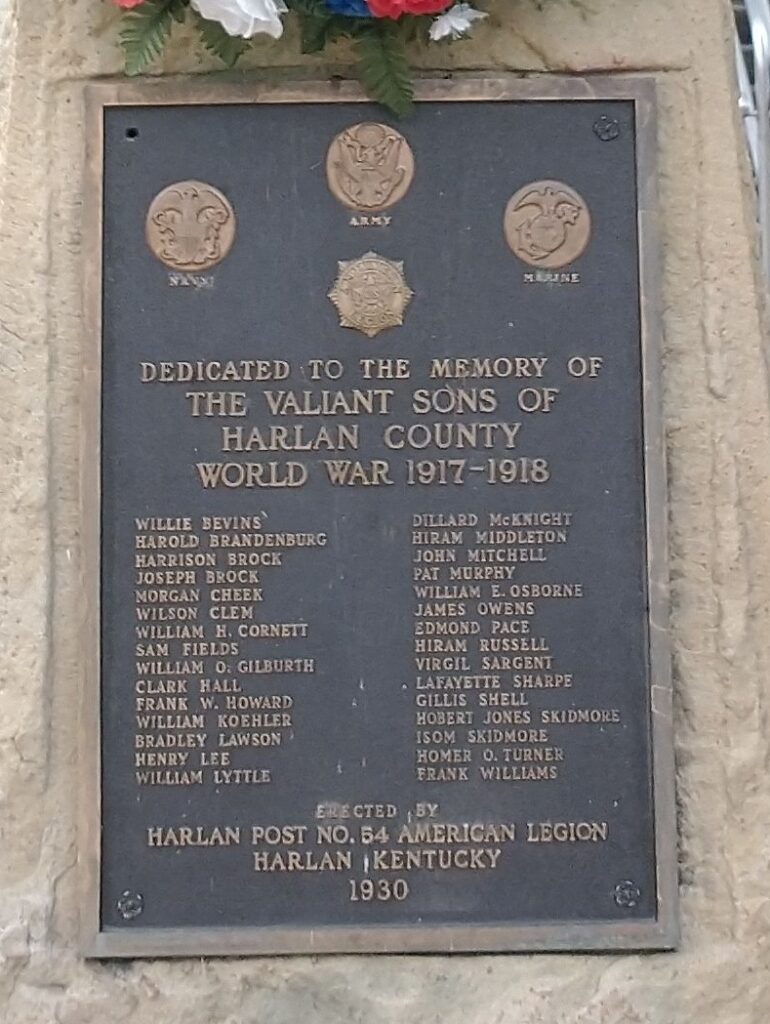 ARMY
NAVY
MARINE
DEDICATED TO THE MEMORY OF
THE VALIANT SONS OF
HARLAN COUNTY
WORLD WAR 1917-1918
WILLIE BEVINS
HAROLD BRANDENBURG
HARRISON BROCK
JOSEPH BROCK
MORGAN CHEEK
WILSON CLEM
WILLIAM H. CORNETT
SAM FIELDS
WILLIAM O. GILBURTH
CLARK HALL
FRANK W. HOWARD
WILLIAM KOEHLER
BRADLEY LAWSON
HENRY LEE
WILLIAM LYTTLE
DILLARD McKNIGHT
HIRAM MIDDLETON
JOHN MITCHELL
PAT MURPHY
WILLIAM E. OSBORNE
JAMES OWENS
EDMOND PACE
HIRAM RUSSELL
VIRGIL SARGENT
LAFAYETTE SHARPE
GILLIS SHELL
HOBERT JONES SKIDMORE
ISOM SKIDMORE
HOMER O. TURNER
FRANK WILLIAMS
ERECTED BY
HARLAN POST NO. 54 AMERICAN LEGION
HARLAN KENTUCKY
1930